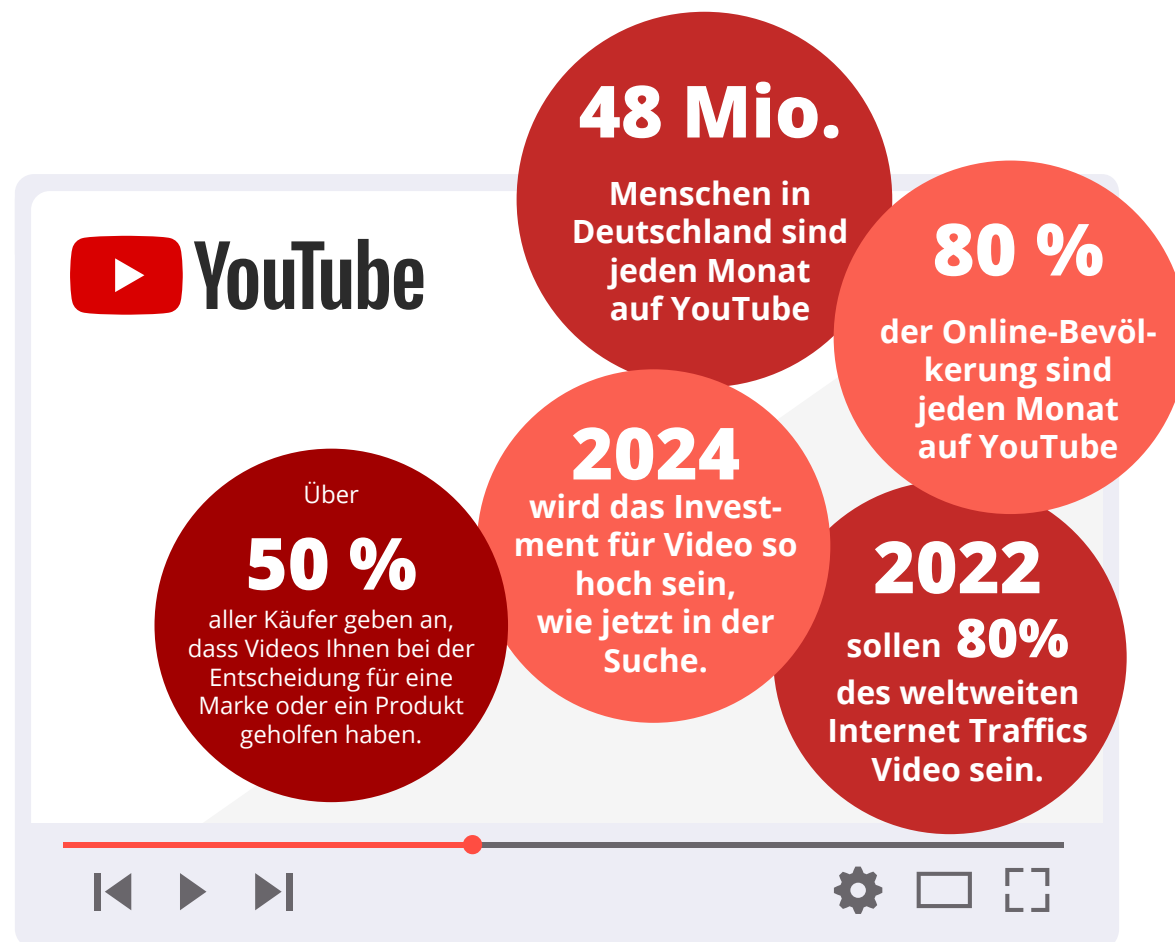 YouTube
48 Mio.
Menschen in
Deutschland sind
jeden Monat
auf YouTube
80 %
der Online-Bevöl-
kerung sind
jeden Monat
auf YouTube
Über
50 %
aller Käufer geben an,
dass Videos Ihnen bei der
Entscheidung für eine
Marke oder ein Produkt
geholfen haben.
2024
wird das Invest-
ment für Video so
hoch sein,
wie jetzt in der
Suche.
2022
sollen 80%
des weltweiten
Internet Traffics
Video sein.